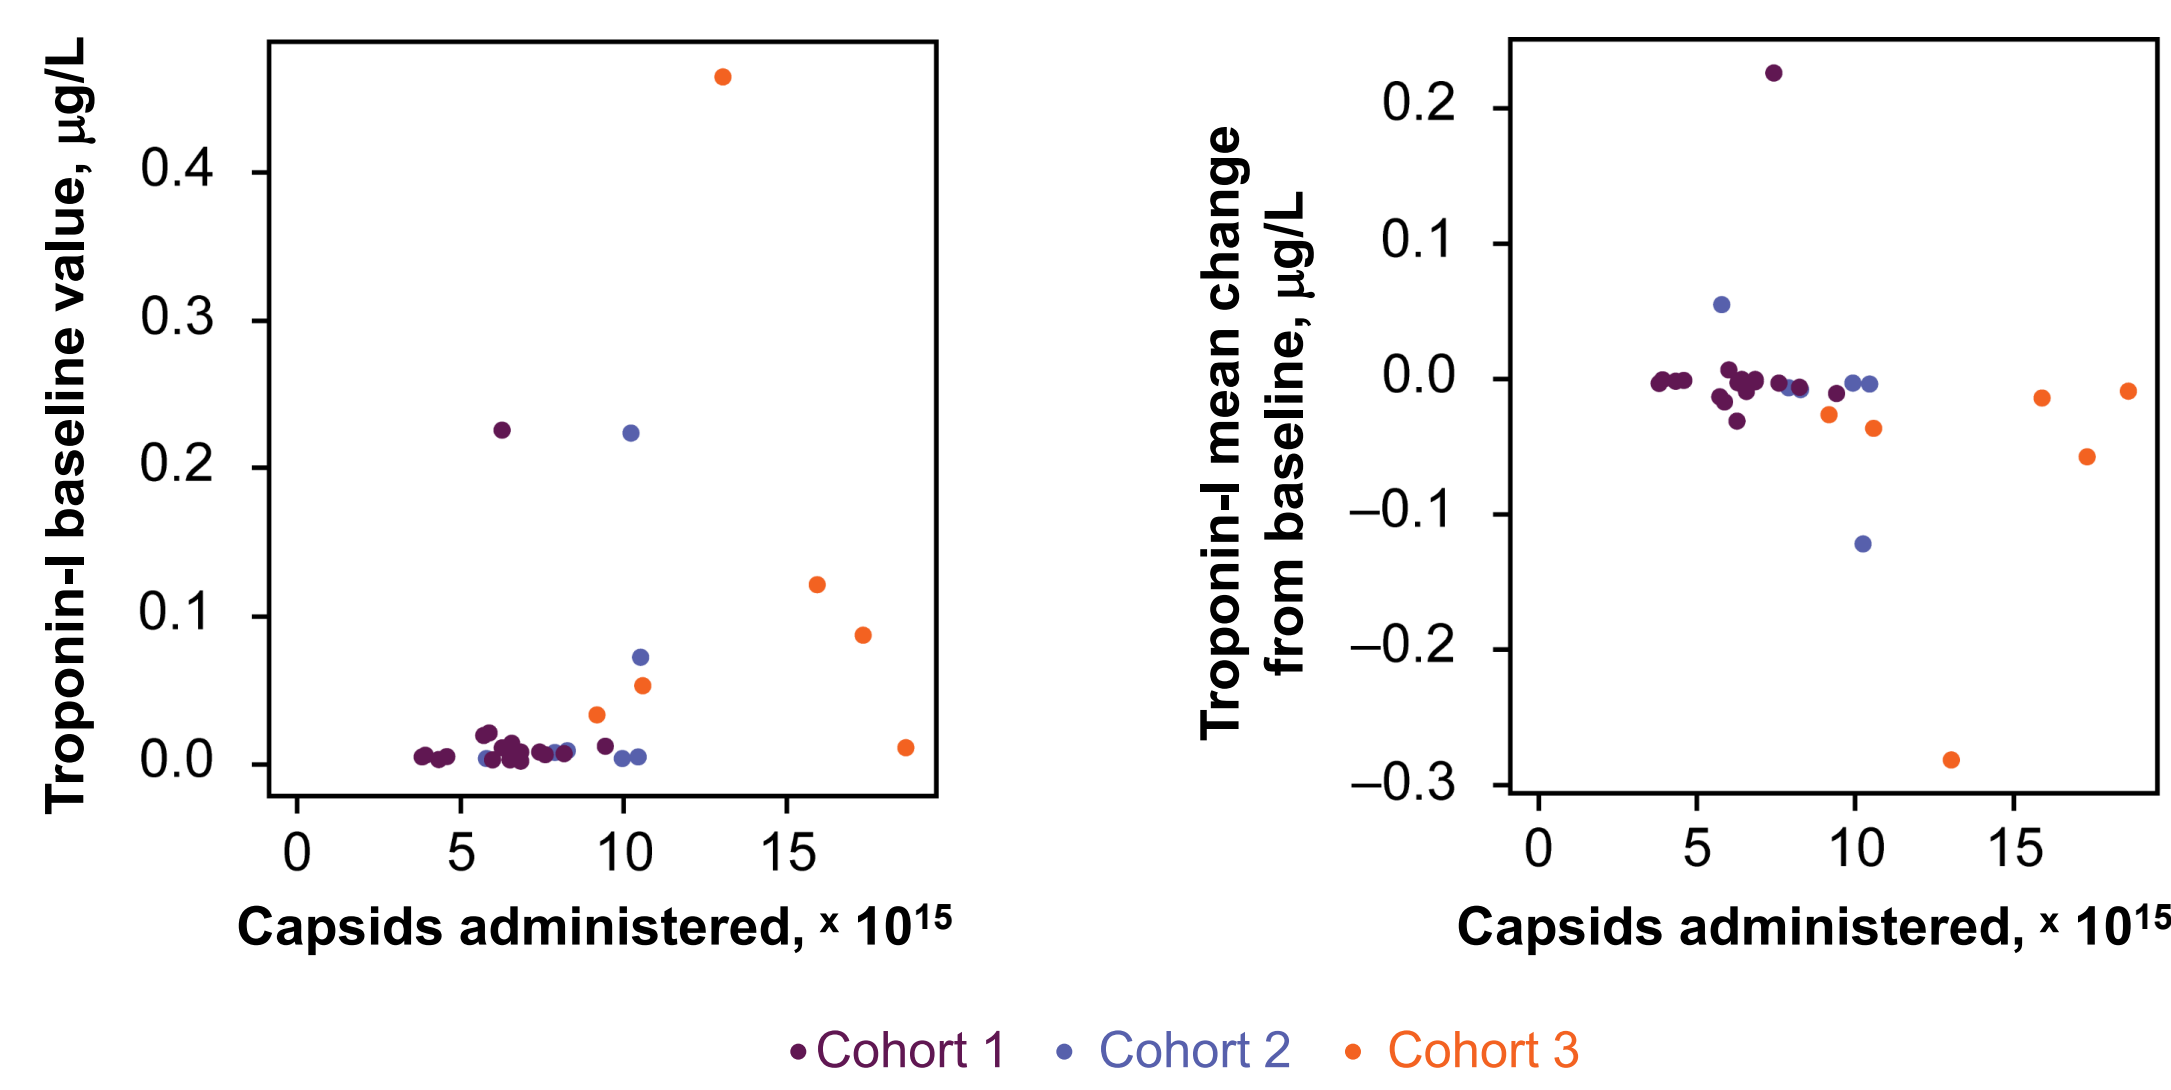 Troponin-I baseline value, μg/L
0.4
0.3
0.2
0.1
0.0
0 5 10 15
Capsids administered, x 10¹⁵
Troponin-I mean change
from baseline, μg/L
0.2
0.1
0.0
–0.1
–0.2
–0.3
0 5 10 15
Capsids administered, x 10¹⁵
Cohort 1 Cohort 2 Cohort 3